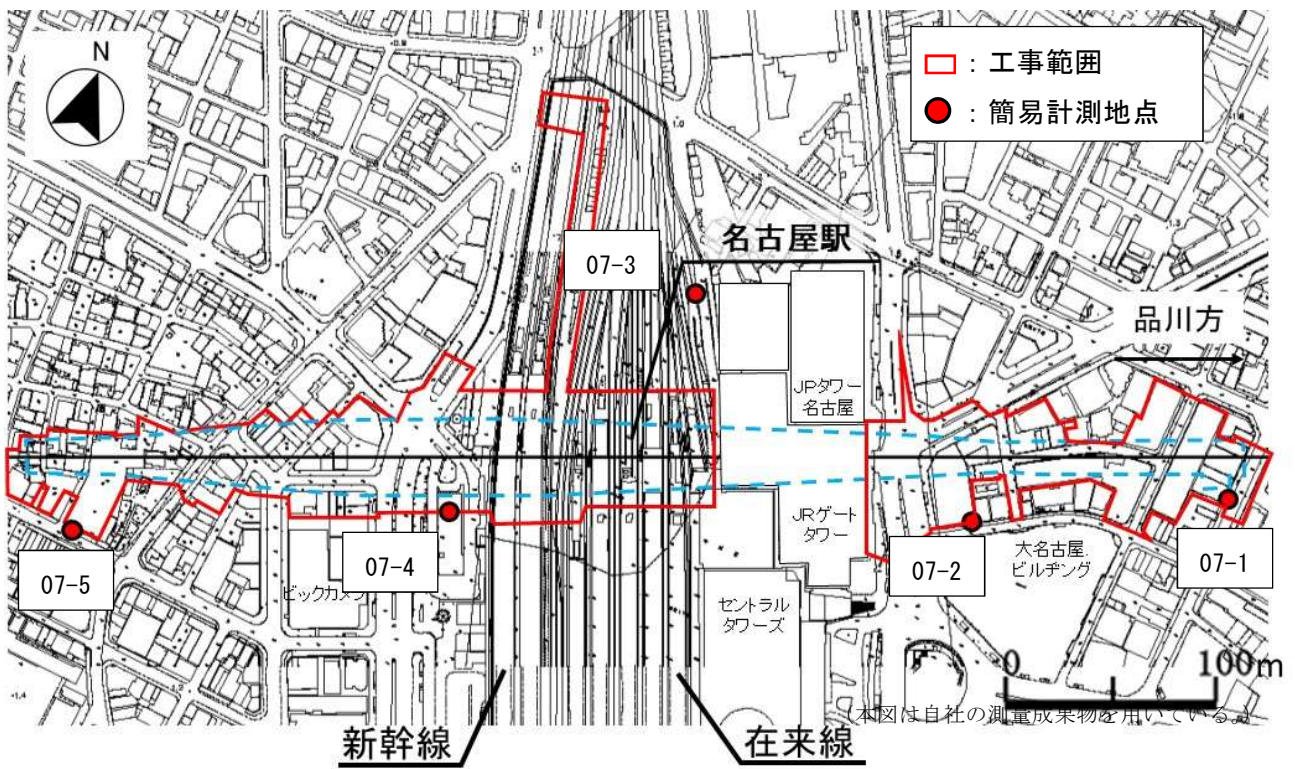 N
：工事範囲
：簡易計測地点
名古屋駅
07-3
品川方
JPタワー
名古屋
JRゲート
タワー
07-5
07-4
07-2
07-1
ビックカメラ
大名古屋.
ビルヂング
セントラル
タワーズ
0
100m
(本図は自社の測量成果物を用いている。)
新幹線
在来線